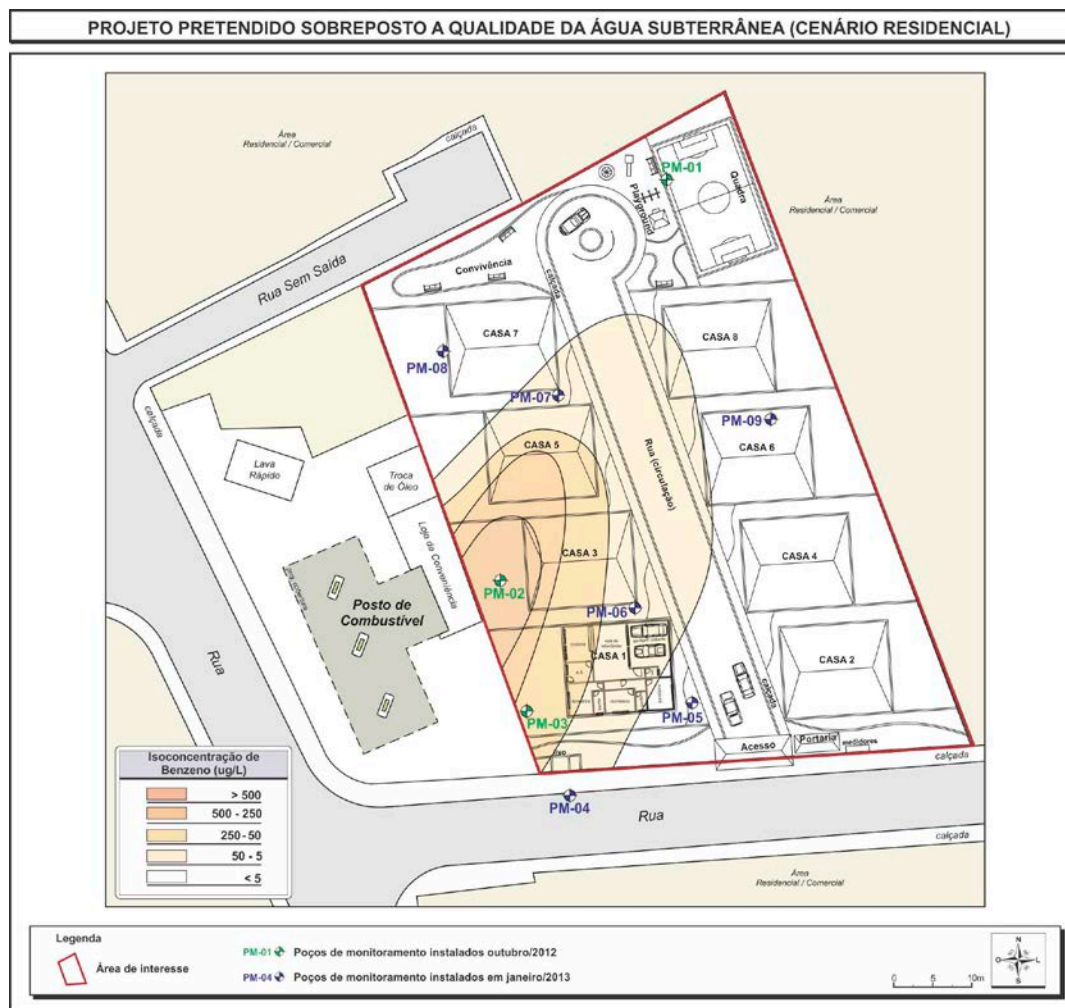 PROJETO PRETENDIDO SOBREPOSTO A QUALIDADE DA ÁGUA SUBTERRÂNEA (CENÁRIO RESIDENCIAL)
Área
Residencial / Comercial
calçada
PM-01
Quadra
Playground
Área
Residencial / Comercial
Rua Sem Saída
Convivência
calçada
CASA 7
CASA 8
PM-08
PM-07
PM-09
calçada
CASA 5
CASA 6
Rua (circulação)
Lava
Rápido
Troca
de Óleo
Loja de Conveniência
CASA 3
CASA 4
PM-02
Posto de
Combustível
PM-06
CASA 1
CASA 2
Rua
PM-03
PM-05
calçada
Acesso
Portaria
medidores
calçada
PM-04
Rua
calçada
Área
Residencial / Comercial
Isoconcentração de
Benzeno (ug/L)
> 500
500 - 250
250 - 50
50 - 5
< 5
Legenda
Área de interesse
PM-01 Poços de monitoramento instalados outubro/2012
PM-04 Poços de monitoramento instalados em janeiro/2013
0 5 10m
N
O L
S